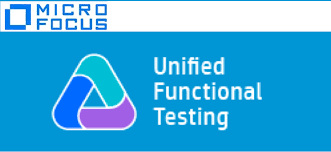 MICRO
FOCUS
Unified
Functional
Testing